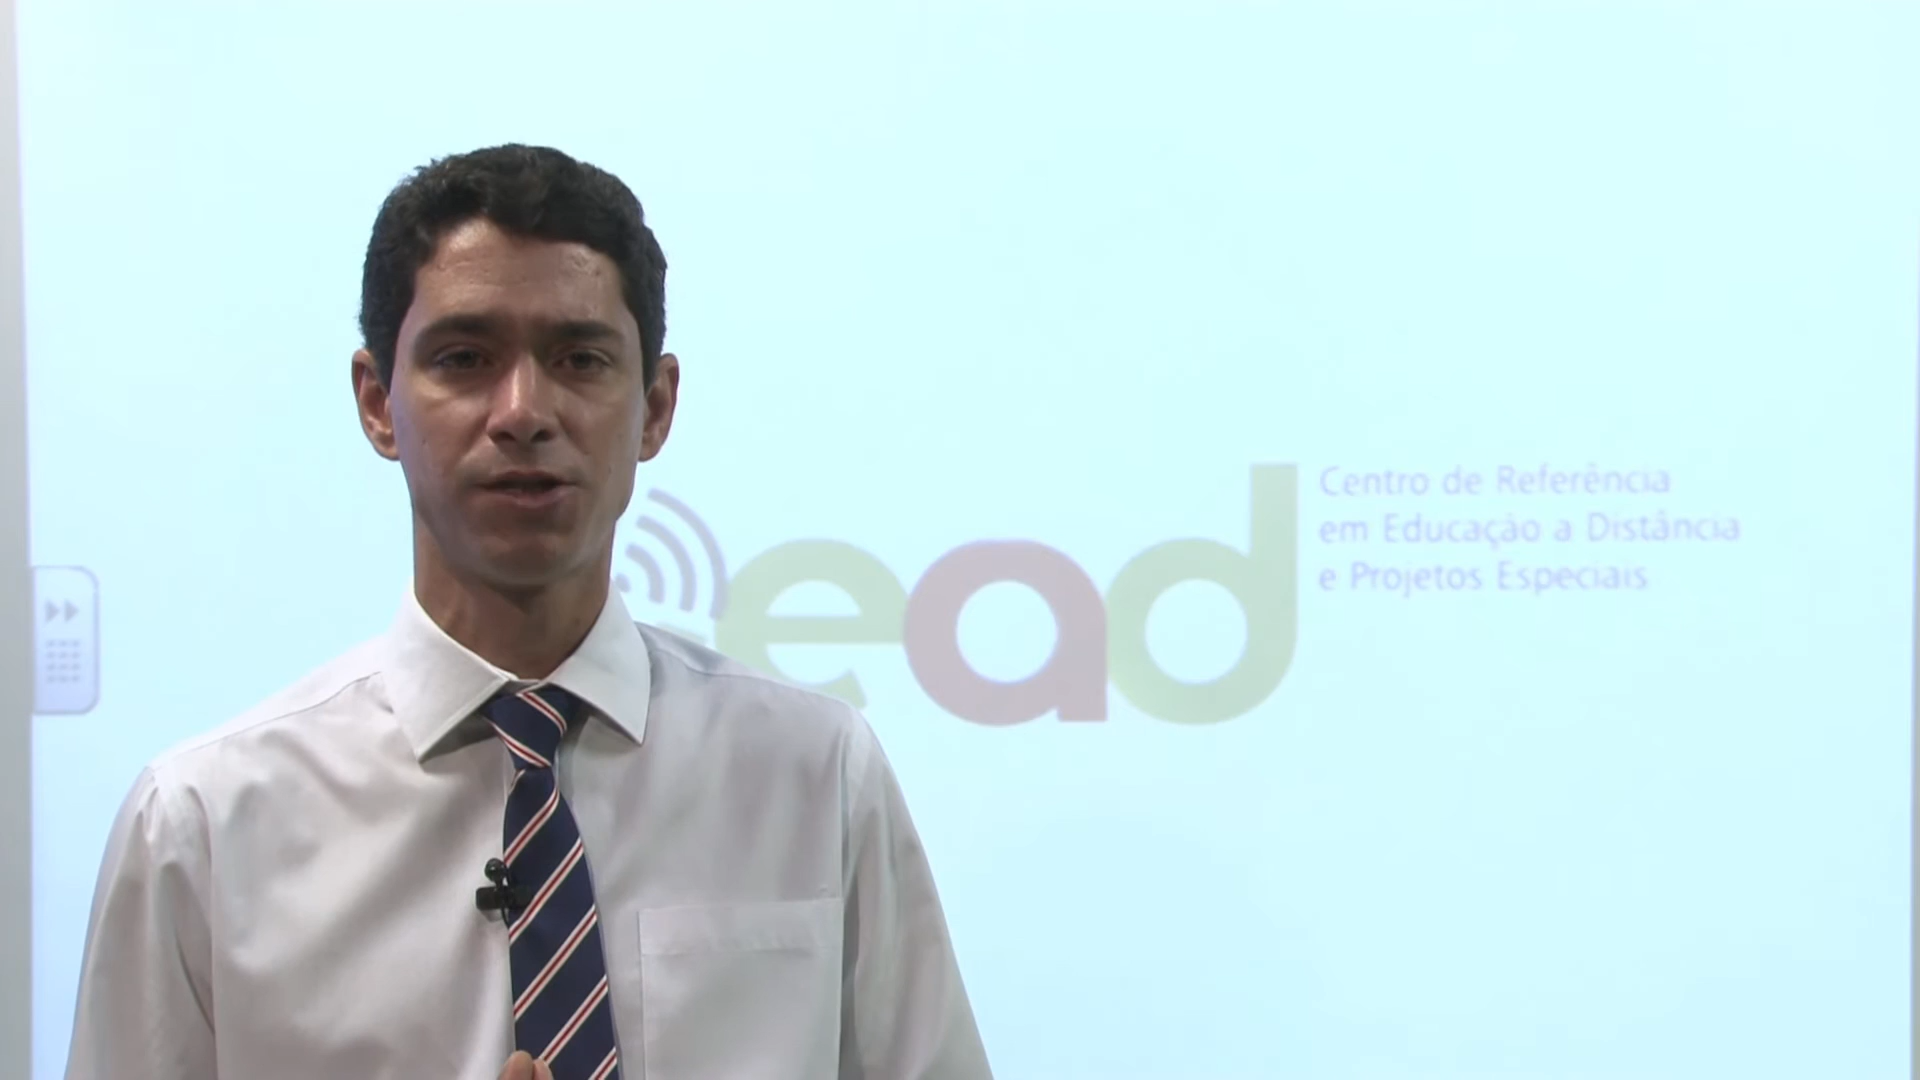 ead
Centro de Referência
em Educação a Distância
e Projetos Especiais